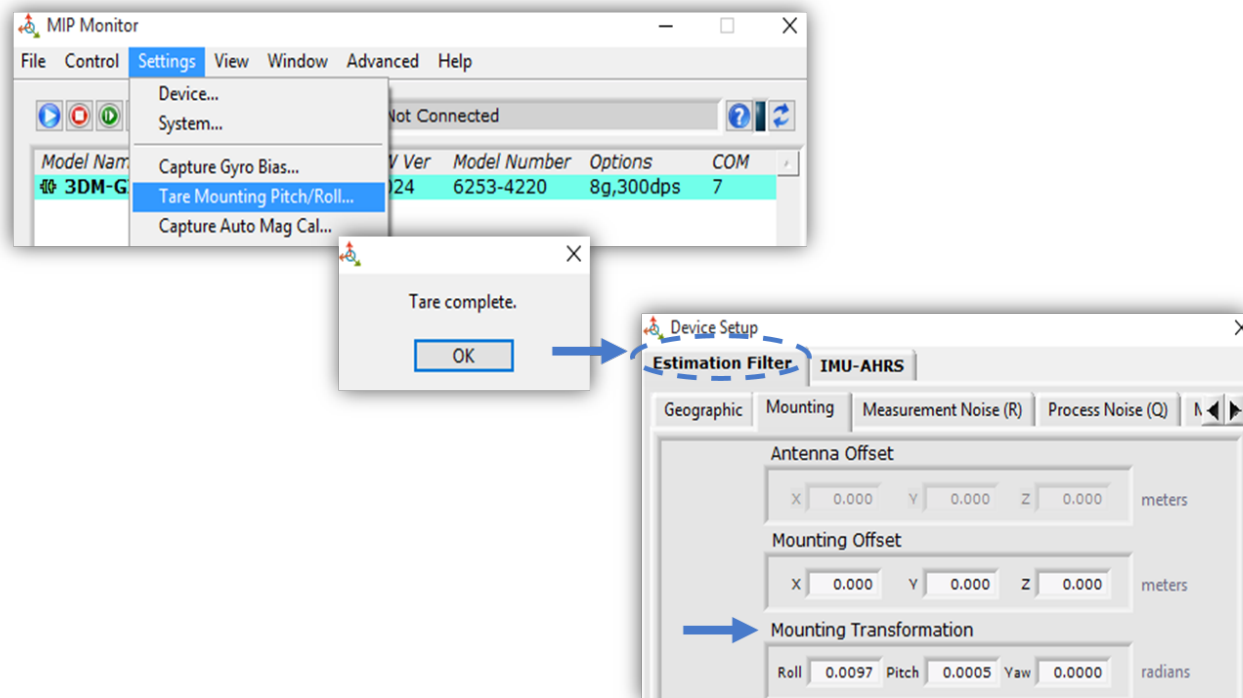 MIP Monitor
File Control Settings View Window Advanced Help
Device...
System...
Not Connected
Capture Gyro Bias...
Tare Mounting Pitch/Roll...
Capture Auto Mag Cal...
Model Nam
Ver Model Number Options COM
3DM-G
024 6253-4220 8g,300dps 7
Tare complete.
OK
Device Setup
Estimation Filter IMU-AHRS
Geographic Mounting Measurement Noise (R) Process Noise (Q)
Antenna Offset
X 0.000 Y 0.000 Z 0.000 meters
Mounting Offset
X 0.000 Y 0.000 Z 0.000 meters
Mounting Transformation
Roll 0.0097 Pitch 0.0005 Yaw 0.0000 radians